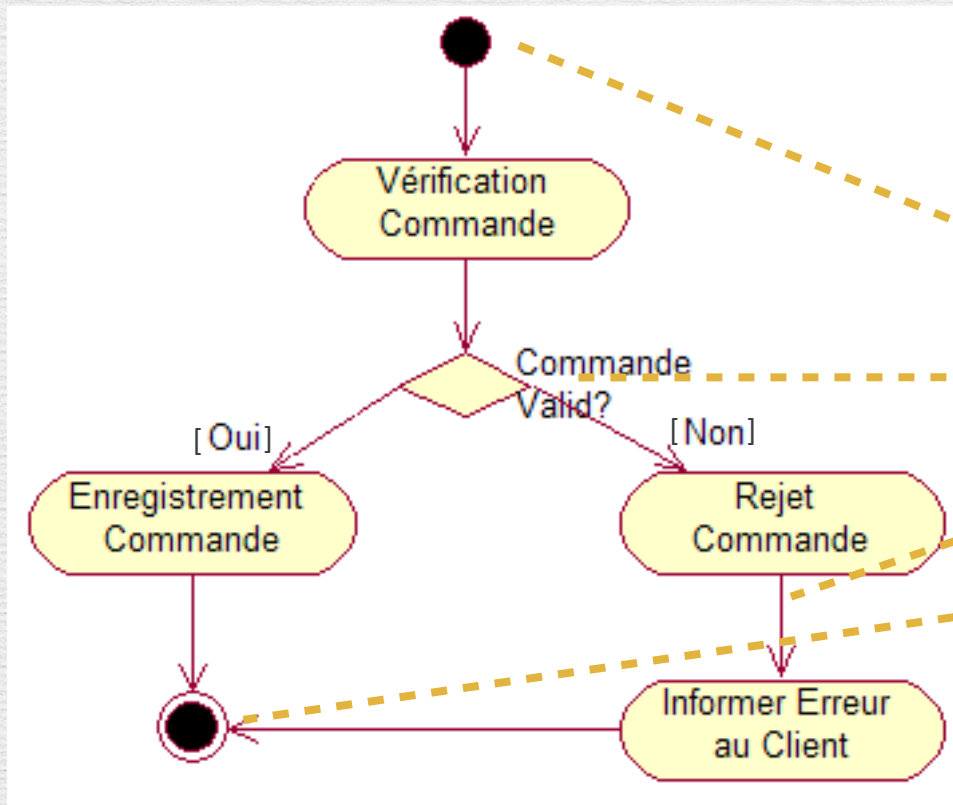 Vérification
Commande
Commande
Valid?
[Oui]
[Non]
Enregistrement
Commande
Rejet
Commande
Informer Erreur
au Client